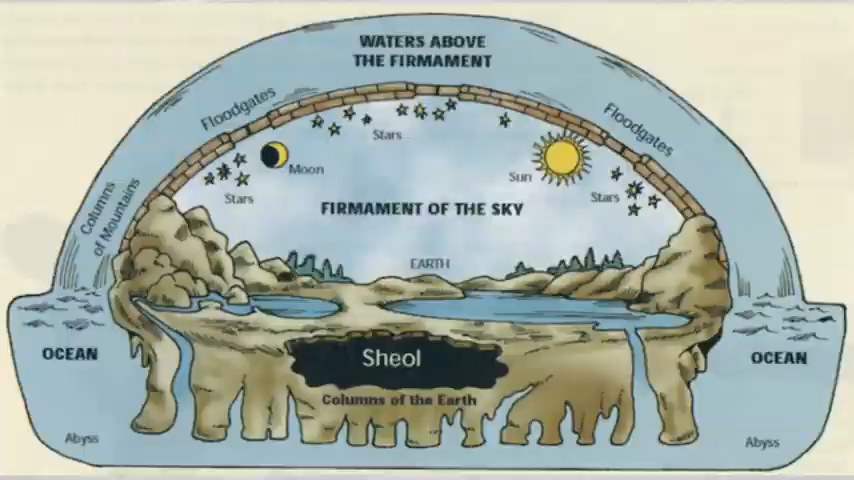 WATERS ABOVE
THE FIRMAMENT
Floodgates
Floodgates
Stars
Moon
Sun
Stars
Stars
Columns
of Mountains
FIRMAMENT OF THE SKY
EARTH
OCEAN
Sheol
OCEAN
Columns of the Earth
Abyss
Abyss